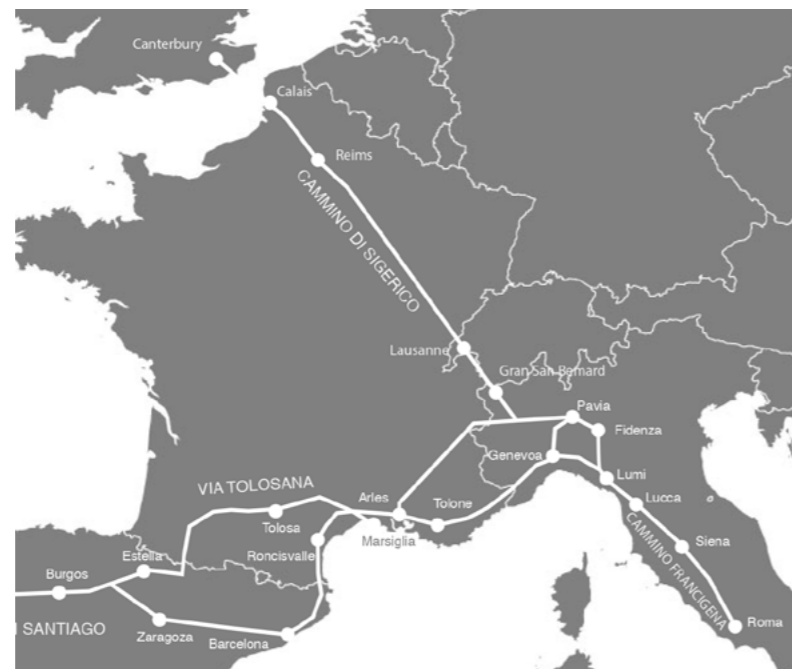 Canterbury
Calais
Reims
CAMMINO DI SIGERICO
Lausanne
Gran San Bernard
Pavia
Fidenza
Genevoa
Lumi
VIA TOLOSANA
Arles
Tolone
Lucca
Tolosa
Marsiglia
Siena
Estella
Roncisvalle
CAMMINO FRANCIGENA
Burgos
Roma
SANTIAGO
Zaragoza
Barcelona